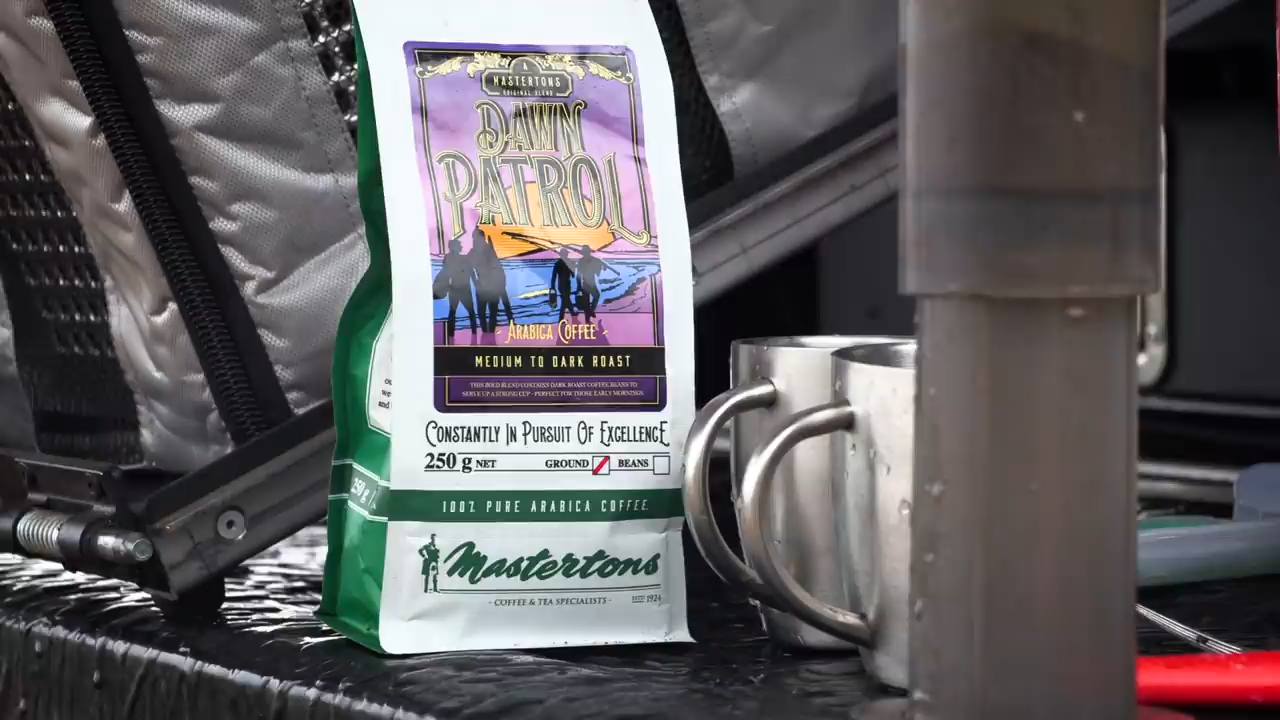 A
MASTERTONS
ORIGINAL BLEND
DAWN
PATROL
- ARABICA COFFEE -
MEDIUM TO DARK ROAST
THIS BOLD BLEND CONTAINS DARK ROAST COFFEE BEANS TO
SERVE UP A STRONG CUP - PERFECT FOR THOSE EARLY MORNINGS
CONSTANTLY IN PURSUIT OF EXCELLENCE
250 g NET GROUND BEANS
100% PURE ARABICA COFFEE
Mastertons
- COFFEE & TEA SPECIALISTS - ESTD 1924
250 g